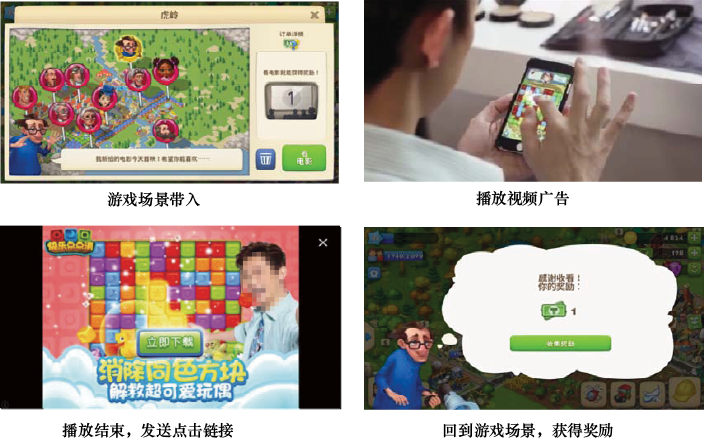 虎岭
订单详情
看电影就能获得奖励！
1
我新拍的电影今天首映！希望你能喜欢……
看
电影
游戏场景带入
播放视频广告
快乐点点消
立即下载
消除同色方块
解救超可爱玩偶
播放结束，发送点击链接
感谢收看！
你的奖励：
1
收集奖励
回到游戏场景，获得奖励